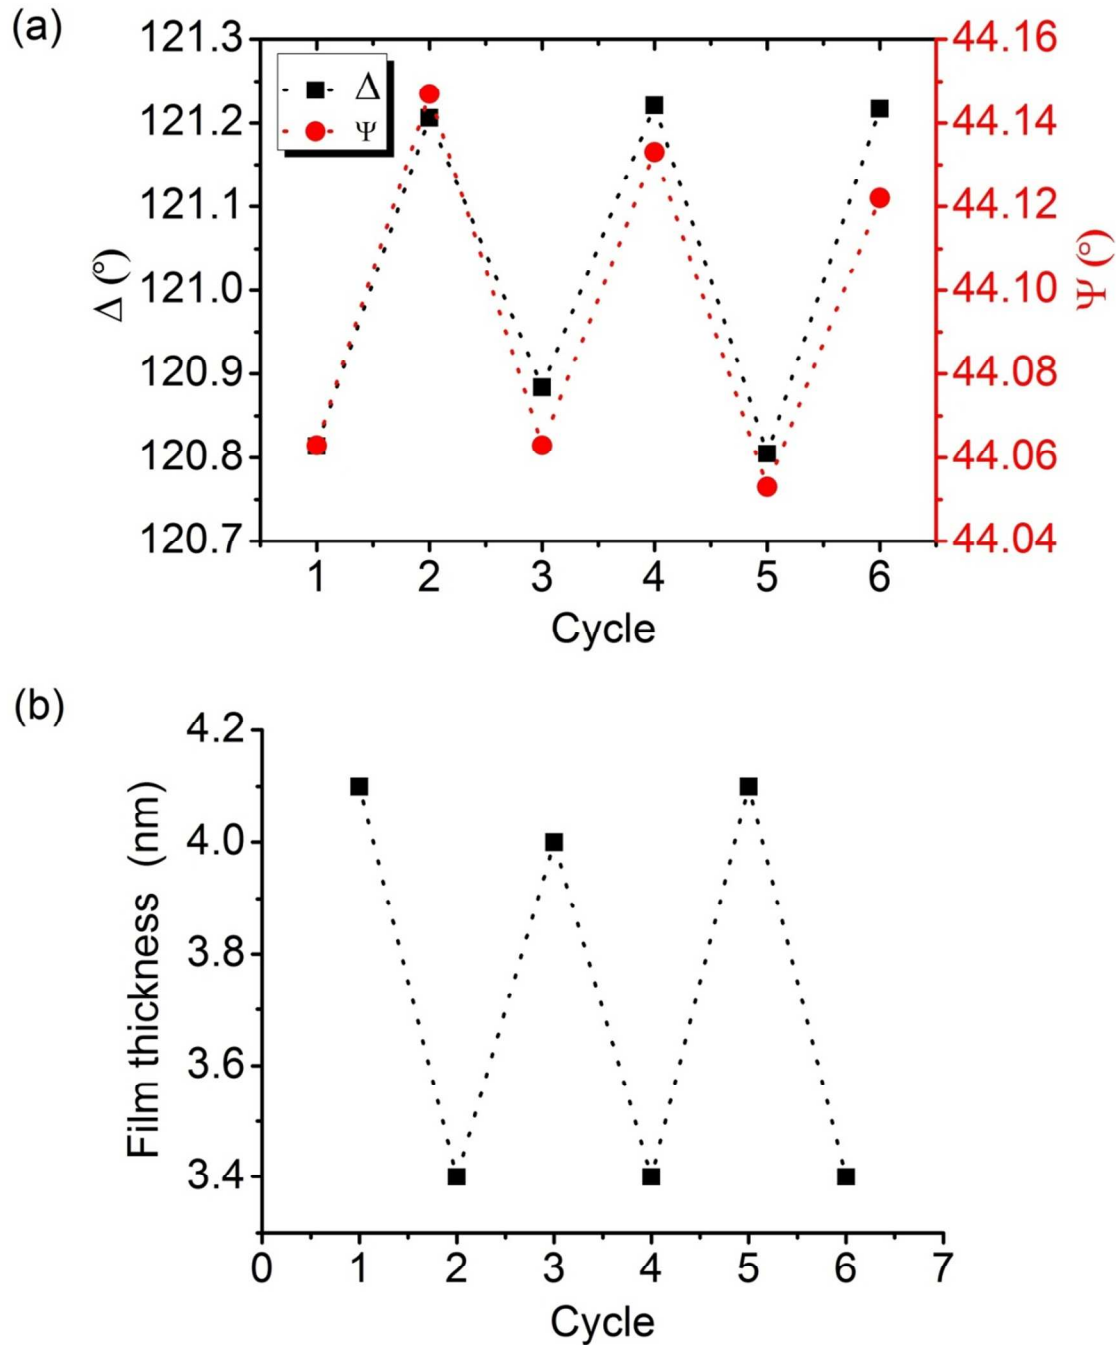 (a)
121.3
121.2
121.1
121.0
120.9
120.8
120.7
Δ (°)
Δ
Ψ
44.16
44.14
44.12
44.10
44.08
44.06
44.04
Ψ (°)
1 2 3 4 5 6
Cycle
(b)
4.2
4.0
3.8
3.6
3.4
Film thickness (nm)
0 1 2 3 4 5 6 7
Cycle